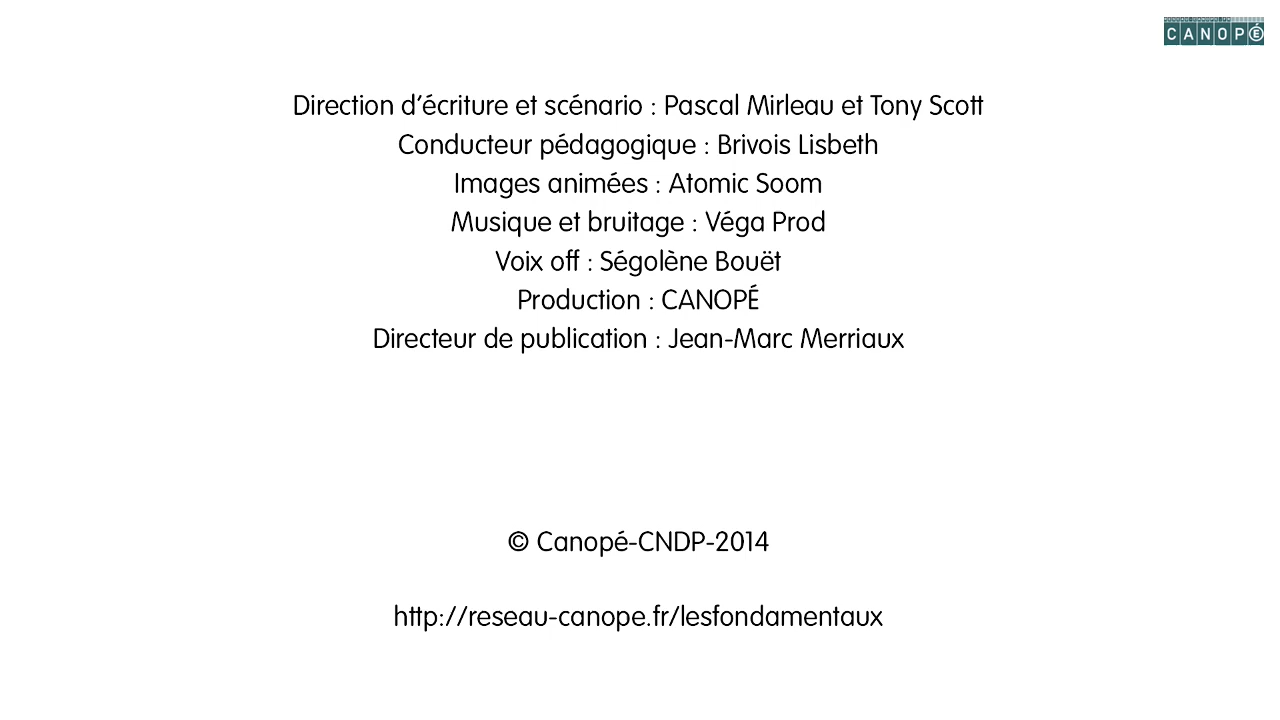 CANOPÉ
Direction d'écriture et scénario : Pascal Mirleau et Tony Scott
Conducteur pédagogique : Brivois Lisbeth
Images animées : Atomic Soom
Musique et bruitage : Véga Prod
Voix off : Ségolène Bouët
Production : CANOPÉ
Directeur de publication : Jean-Marc Merriaux
© Canopé-CNDP-2014
http://reseau-canope.fr/lesfondamentaux